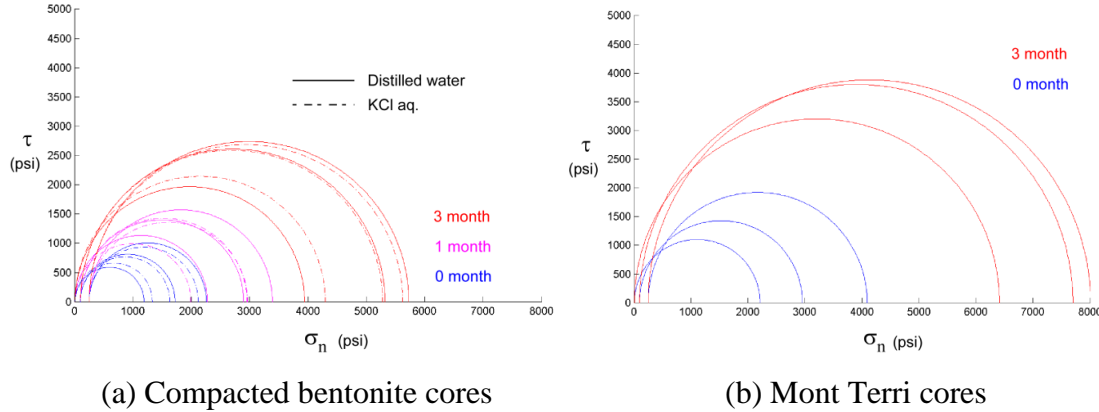 5000
4500
4000
3500
3000
2500
2000
1500
1000
500
0
τ
(psi)
Distilled water
KCl aq.
3 month
1 month
0 month
0 1000 2000 3000 4000 5000 6000 7000 8000
σn (psi)
(a) Compacted bentonite cores
5000
4500
4000
3500
3000
2500
2000
1500
1000
500
0
τ
(psi)
3 month
0 month
0 1000 2000 3000 4000 5000 6000 7000 8000
σn (psi)
(b) Mont Terri cores